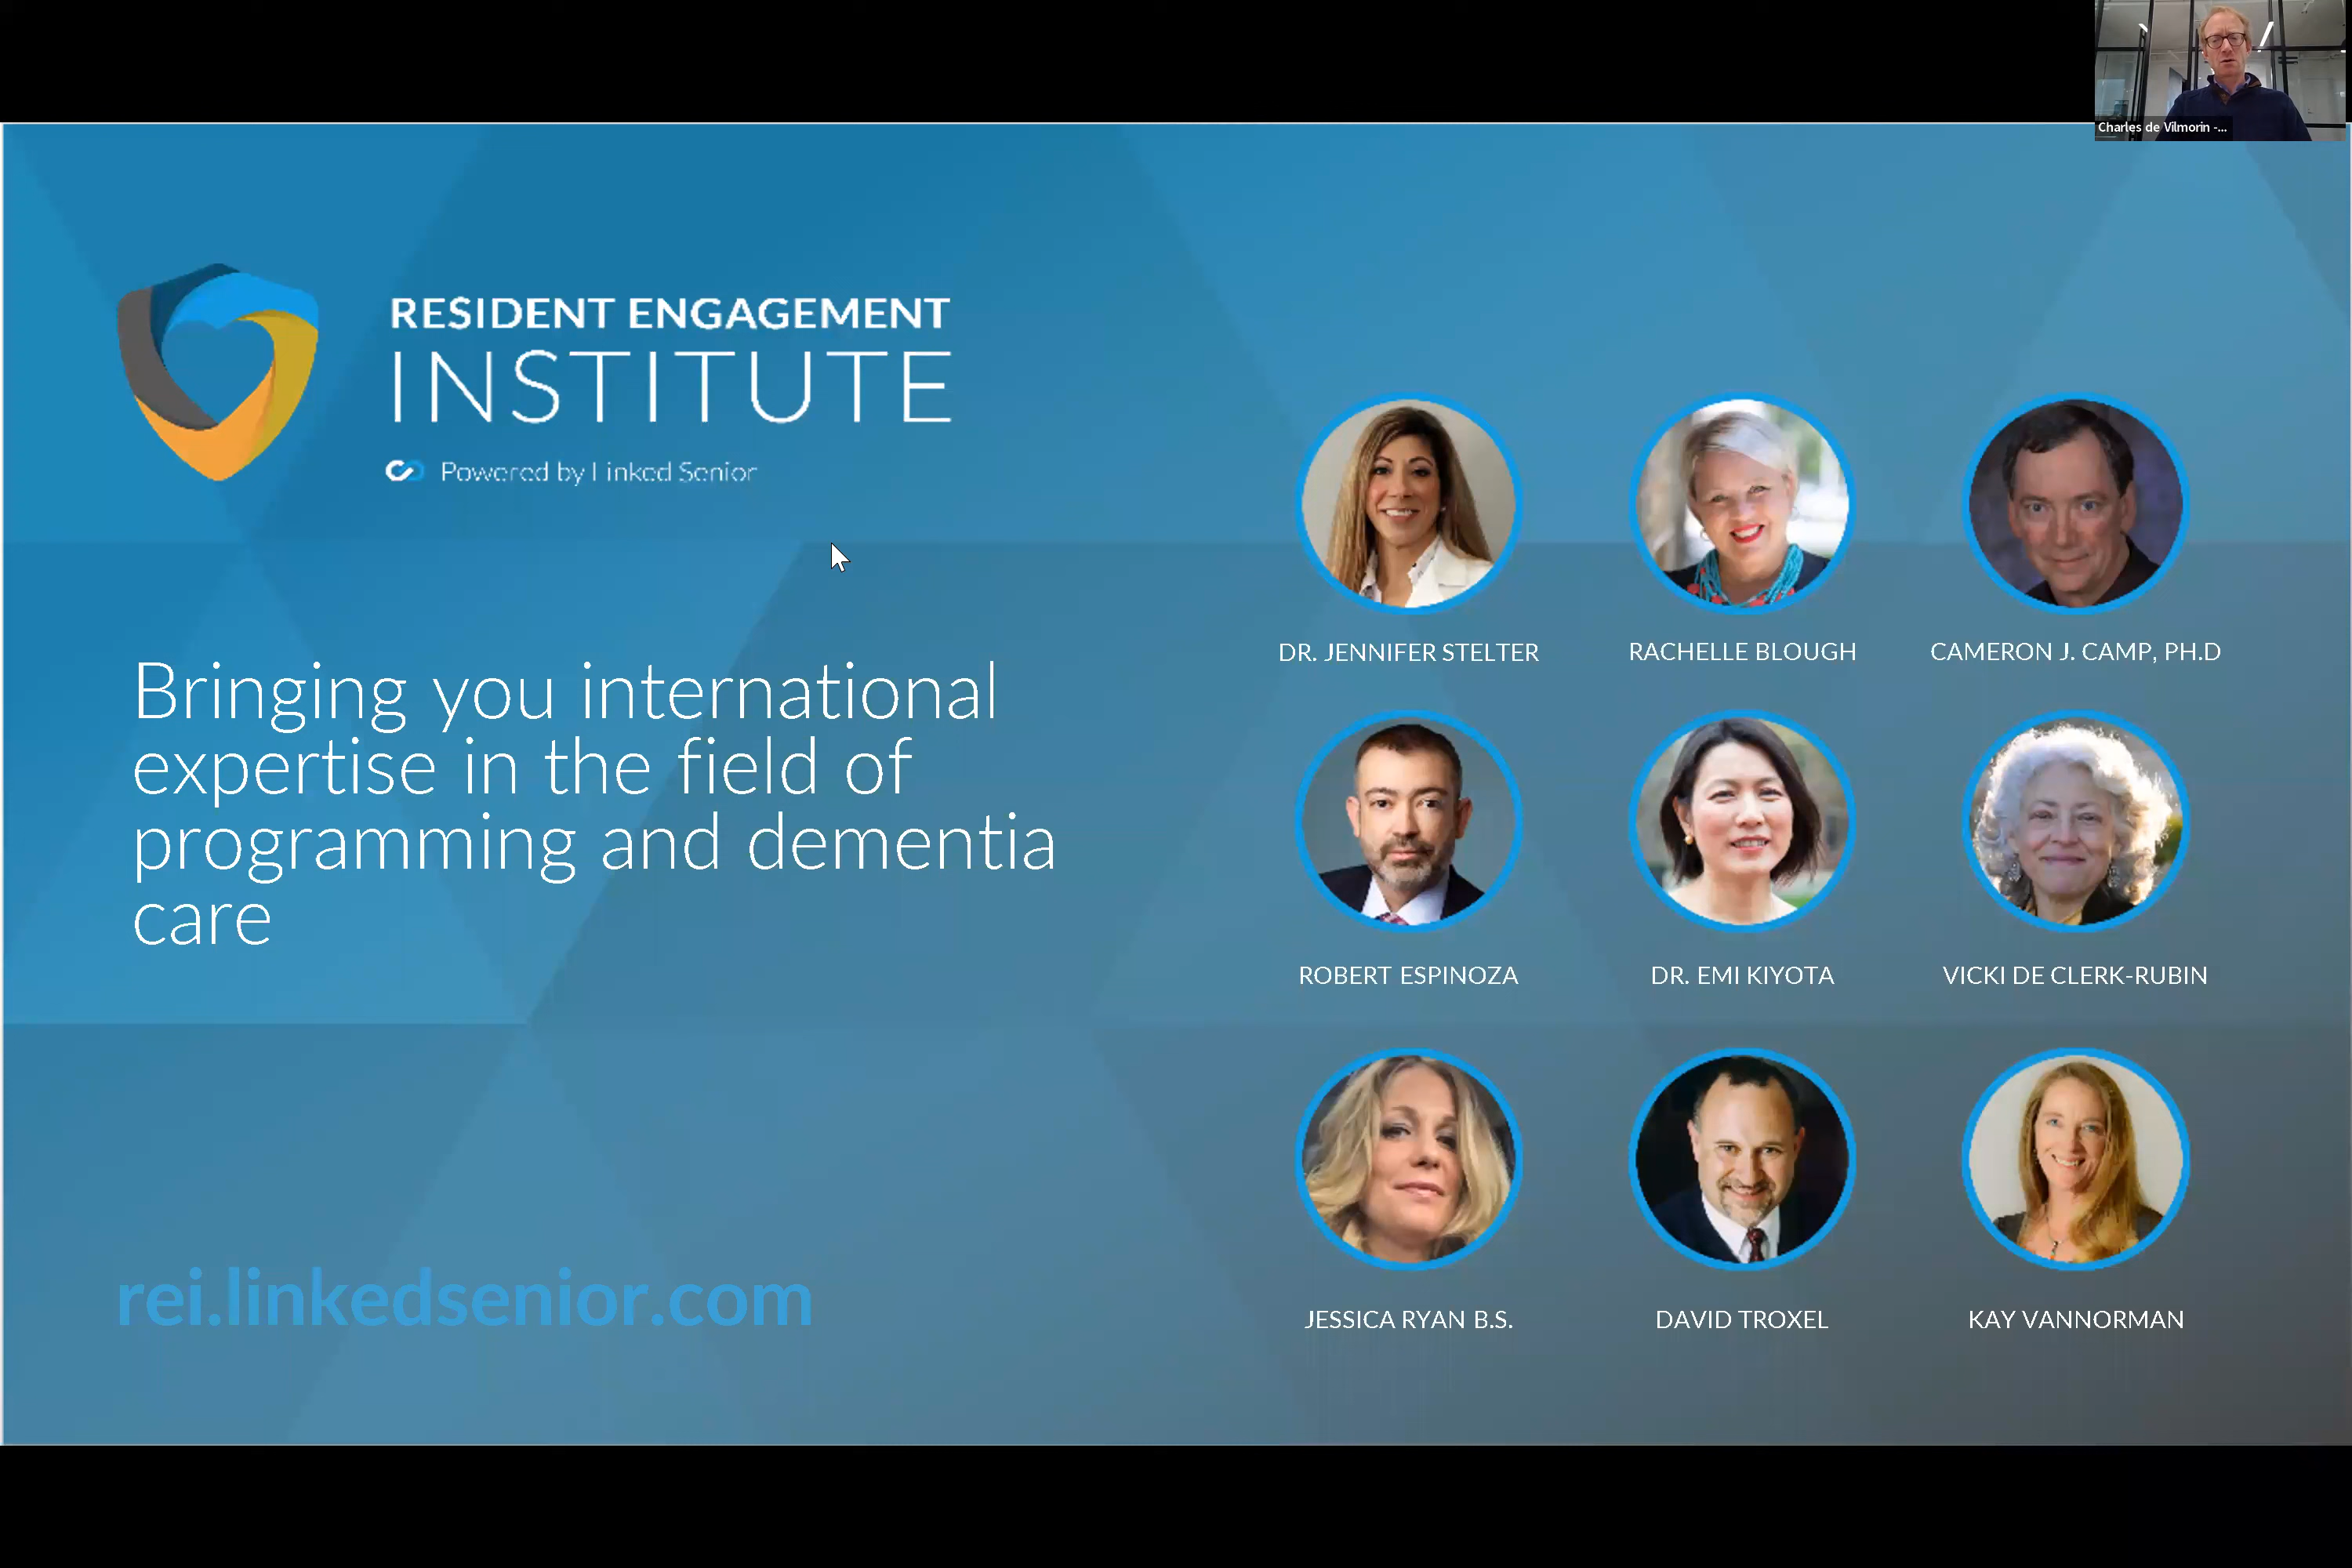 Charles de Vilmorin -...
RESIDENT ENGAGEMENT
INSTITUTE
Powered by Linked Senior
Bringing you international
expertise in the field of
programming and dementia
care
rei.linkedsenior.com
DR. JENNIFER STELTER
RACHELLE BLOUGH
CAMERON J. CAMP, PH.D
ROBERT ESPINOZA
DR. EMI KIYOTA
VICKI DE CLERK-RUBIN
JESSICA RYAN B.S.
DAVID TROXEL
KAY VANNORMAN